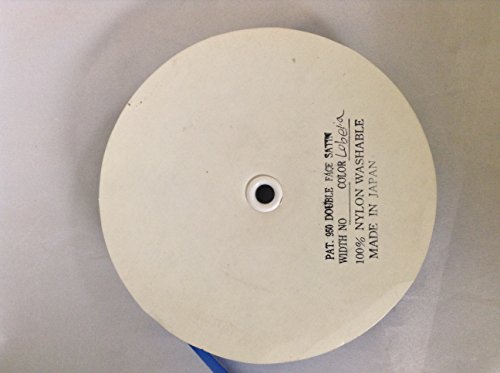 PAT. 950 DOUBLE FACE SATIN
WIDTH NO COLOR Lobelia
100% NYLON WASHABLE
MADE IN JAPAN